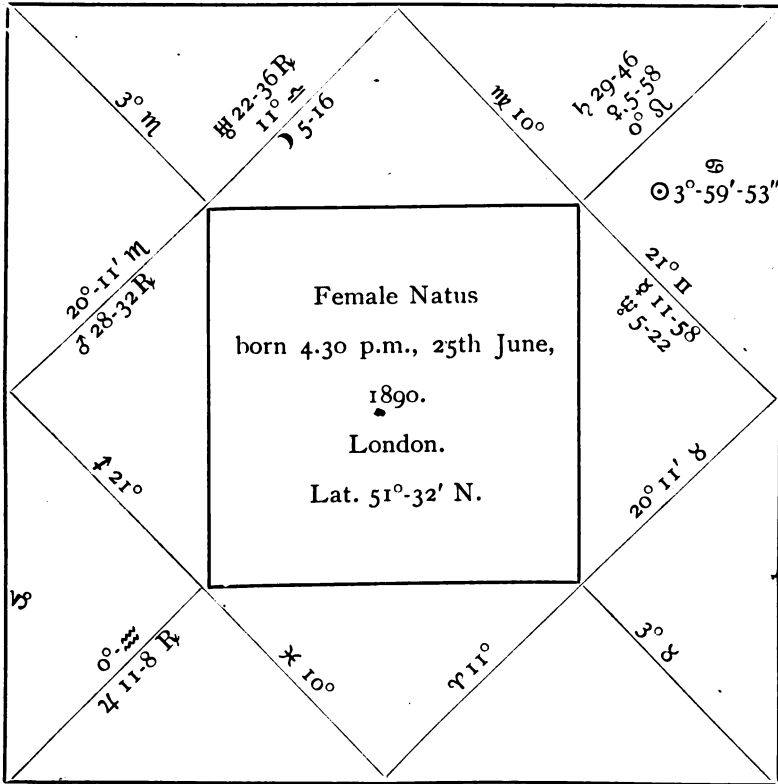 3° ♏
♅ 22-36 ℞
11° ♎
☽ 5-16
♍ 10°
♄ 29-46
♀ 5-58
0° ♌
♋
☉ 3°-59'-53"
20°-11' ♏
♂ 28-32 ℞
21° ♊
☿ 11-58
♆ 5-22
Female Natus
born 4.30 p.m., 25th June,
1890.
London.
Lat. 51°-32' N.
♐ 21°
20° 11' ♉
♑
0°-♒
♃ 11-8 ℞
♓ 10°
♈ 11°
3° ♉